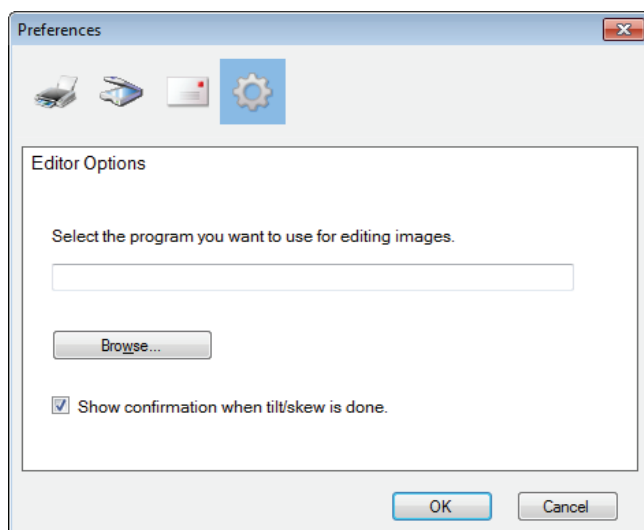 Preferences
Editor Options
Select the program you want to use for editing images.
Browse...
Show confirmation when tilt/skew is done.
OK
Cancel